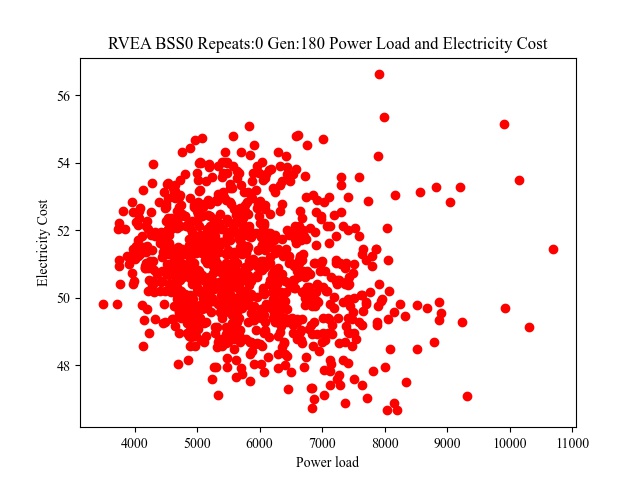 RVEA BSS0 Repeats:0 Gen:180 Power Load and Electricity Cost
56
54
52
50
48
Electricity Cost
4000 5000 6000 7000 8000 9000 10000 11000
Power load